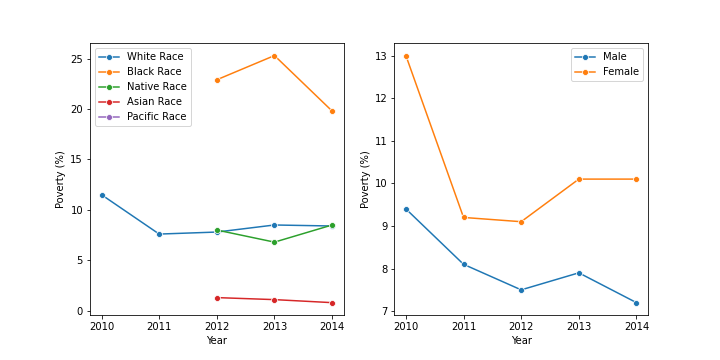 White Race
Black Race
Native Race
Asian Race
Pacific Race
Poverty (%)
25
20
15
10
5
0
2010 2011 2012 2013 2014
Year
Male
Female
Poverty (%)
13
12
11
10
9
8
7
2010 2011 2012 2013 2014
Year